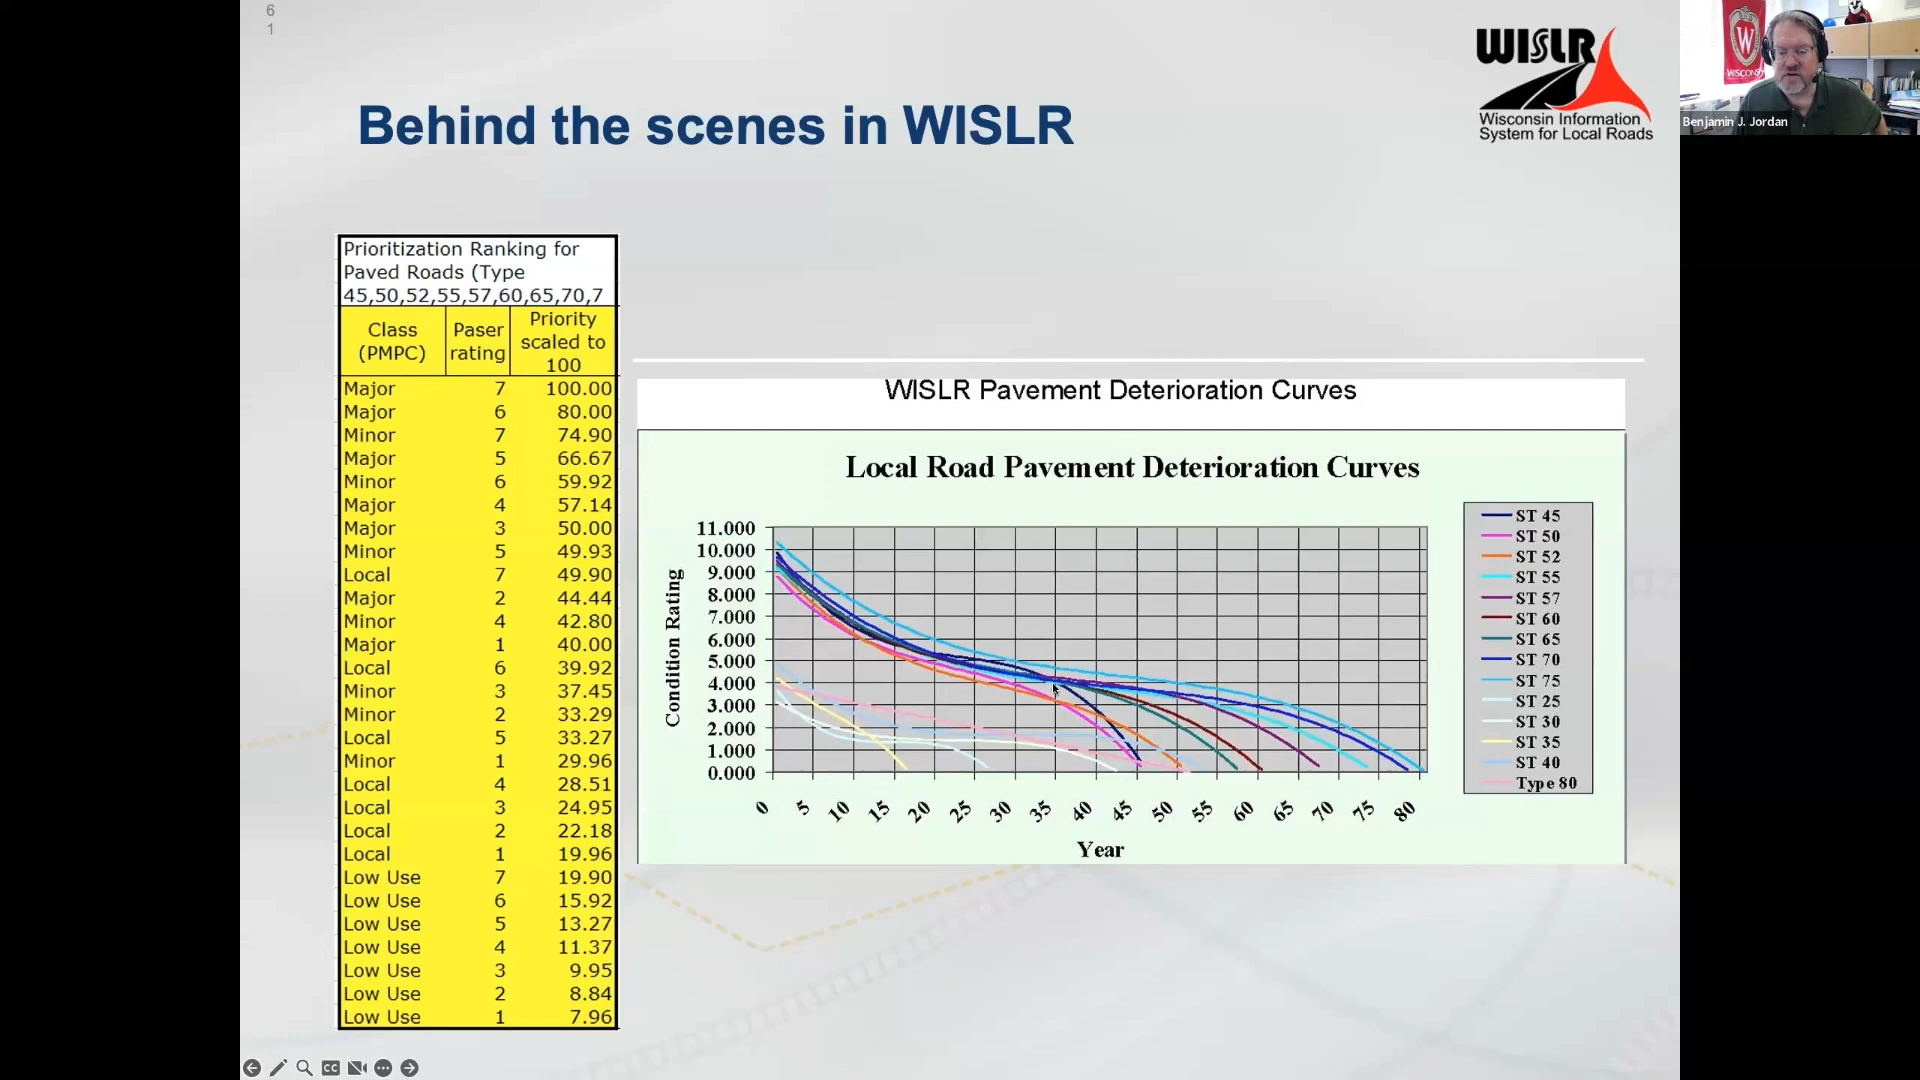 6
1
Behind the scenes in WISLR
WISLR
Wisconsin Information
System for Local Roads
WISCONSIN
Benjamin J. Jordan
Prioritization Ranking for
Paved Roads (Type
45,50,52,55,57,60,65,70,7
Class (PMPC) Paser rating Priority scaled to 100
Major 7 100.00
Major 6 80.00
Minor 7 74.90
Major 5 66.67
Minor 6 59.92
Major 4 57.14
Major 3 50.00
Minor 5 49.93
Local 7 49.90
Major 2 44.44
Minor 4 42.80
Major 1 40.00
Local 6 39.92
Minor 3 37.45
Minor 2 33.29
Local 5 33.27
Minor 1 29.96
Local 4 28.51
Local 3 24.95
Local 2 22.18
Local 1 19.96
Low Use 7 19.90
Low Use 6 15.92
Low Use 5 13.27
Low Use 4 11.37
Low Use 3 9.95
Low Use 2 8.84
Low Use 1 7.96
WISLR Pavement Deterioration Curves
Local Road Pavement Deterioration Curves
Condition Rating
11.000
10.000
9.000
8.000
7.000
6.000
5.000
4.000
3.000
2.000
1.000
0.000
0 5 10 15 20 25 30 35 40 45 50 55 60 65 70 75 80
Year
ST 45
ST 50
ST 52
ST 55
ST 57
ST 60
ST 65
ST 70
ST 75
ST 25
ST 30
ST 35
ST 40
Type 80
CC